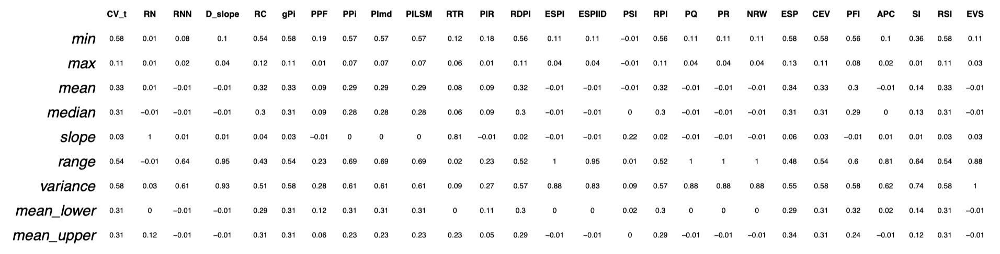 CV_t RN RNN D_slope RC gPi PPF PPi PImd PILSM RTR PIR RDPI ESPI ESPIID PSI RPI PQ PR NRW ESP CEV PFI APC SI RSI EVS
min 0.58 0.01 0.08 0.1 0.54 0.58 0.19 0.57 0.57 0.57 0.12 0.18 0.56 0.11 0.11 −0.01 0.56 0.11 0.11 0.11 0.58 0.58 0.56 0.1 0.36 0.58 0.11
max 0.11 0.01 0.02 0.04 0.12 0.11 0.01 0.07 0.07 0.07 0.06 0.01 0.11 0.04 0.04 −0.01 0.11 0.04 0.04 0.04 0.13 0.11 0.08 0.02 0.01 0.11 0.03
mean 0.33 0.01 −0.01 −0.01 0.32 0.33 0.09 0.29 0.29 0.29 0.08 0.09 0.32 −0.01 −0.01 −0.01 0.32 −0.01 −0.01 −0.01 0.34 0.33 0.3 −0.01 0.14 0.33 −0.01
median 0.31 −0.01 −0.01 −0.01 0.3 0.31 0.09 0.28 0.28 0.28 0.06 0.09 0.3 −0.01 −0.01 0 0.3 −0.01 −0.01 −0.01 0.31 0.31 0.29 0 0.13 0.31 −0.01
slope 0.03 1 0.01 0.01 0.04 0.03 −0.01 0 0 0 0.81 −0.01 0.02 −0.01 −0.01 0.22 0.02 −0.01 −0.01 −0.01 0.06 0.03 −0.01 0.01 0.01 0.03 0.03
range 0.54 −0.01 0.64 0.95 0.43 0.54 0.23 0.69 0.69 0.69 0.02 0.23 0.52 1 0.95 0.01 0.52 1 1 1 0.48 0.54 0.6 0.81 0.64 0.54 0.88
variance 0.58 0.03 0.61 0.93 0.51 0.58 0.28 0.61 0.61 0.61 0.09 0.27 0.57 0.88 0.83 0.09 0.57 0.88 0.88 0.88 0.55 0.58 0.58 0.62 0.74 0.58 1
mean_lower 0.31 0 −0.01 −0.01 0.29 0.31 0.12 0.31 0.31 0.31 0 0.11 0.3 0 0 0.02 0.3 0 0 0 0.29 0.31 0.32 0.02 0.14 0.31 −0.01
mean_upper 0.31 0.12 −0.01 −0.01 0.31 0.31 0.06 0.23 0.23 0.23 0.23 0.05 0.29 −0.01 −0.01 0 0.29 −0.01 −0.01 −0.01 0.34 0.31 0.24 −0.01 0.12 0.31 −0.01